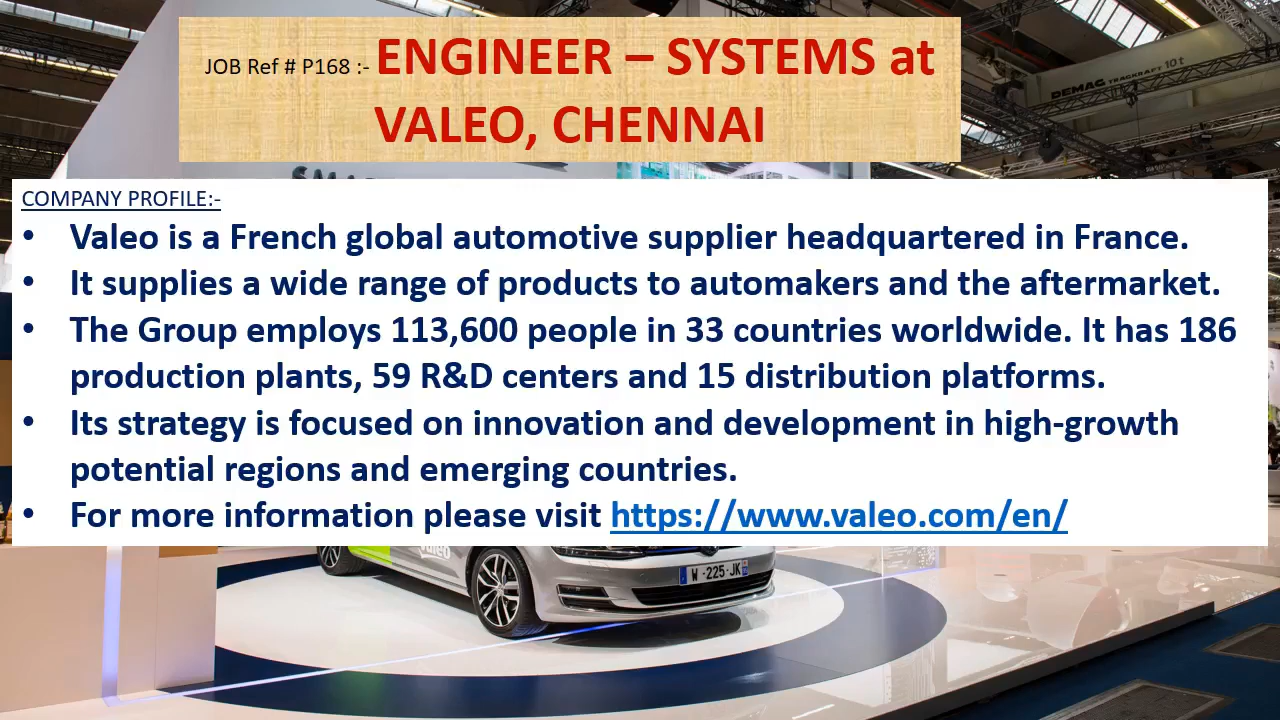 JOB Ref # P168 :- ENGINEER – SYSTEMS at
VALEO, CHENNAI
DEMAG TRACKRAFT 10 t
COMPANY PROFILE:-
• Valeo is a French global automotive supplier headquartered in France.
• It supplies a wide range of products to automakers and the aftermarket.
• The Group employs 113,600 people in 33 countries worldwide. It has 186
production plants, 59 R&D centers and 15 distribution platforms.
• Its strategy is focused on innovation and development in high-growth
potential regions and emerging countries.
• For more information please visit https://www.valeo.com/en/
Valeo
W 225 JK